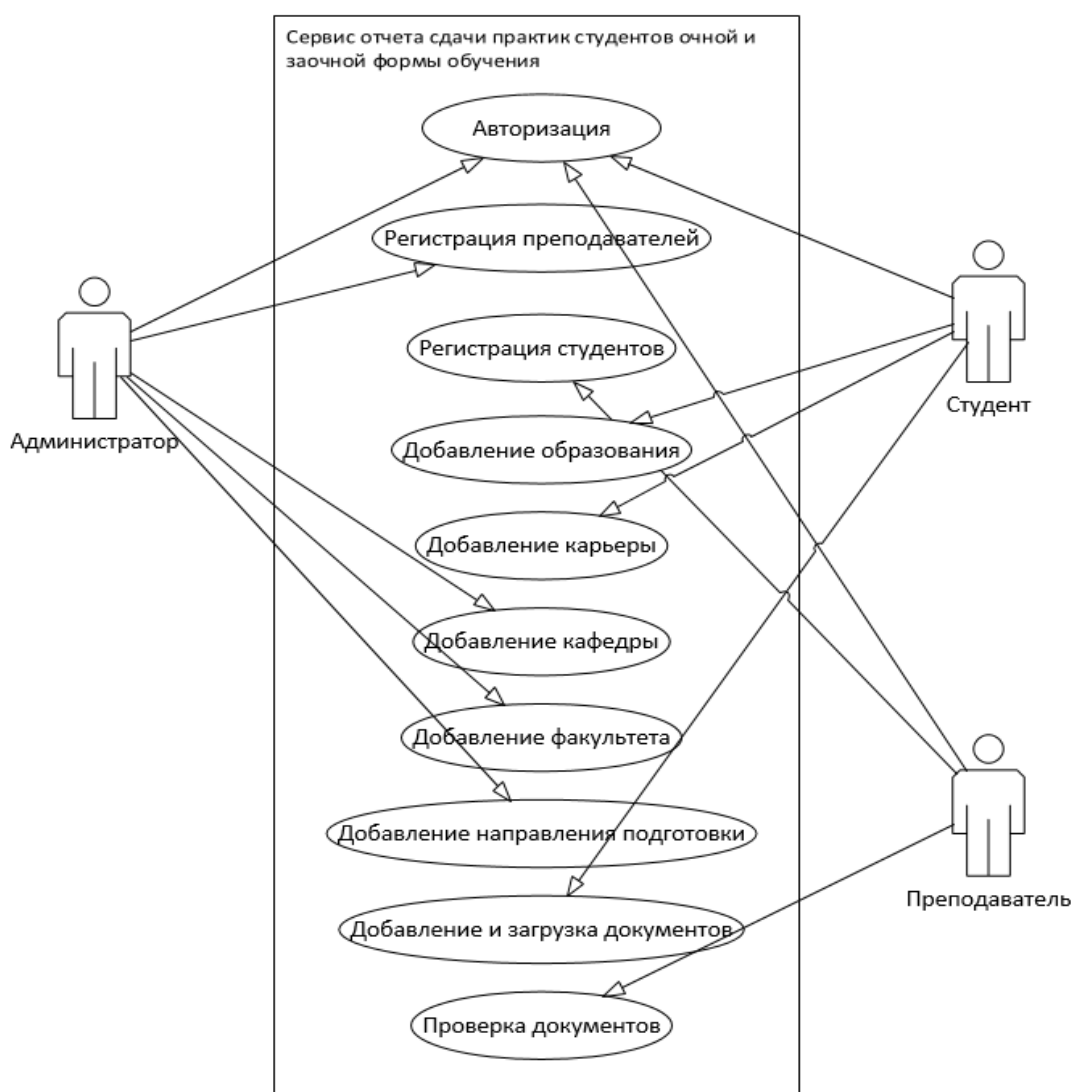 Сервис отчета сдачи практик студентов очной и
заочной формы обучения
Авторизация
Регистрация преподавателей
Регистрация студентов
Студент
Администратор
Добавление образования
Добавление карьеры
Добавление кафедры
Добавление факультета
Добавление направления подготовки
Преподаватель
Добавление и загрузка документов
Проверка документов